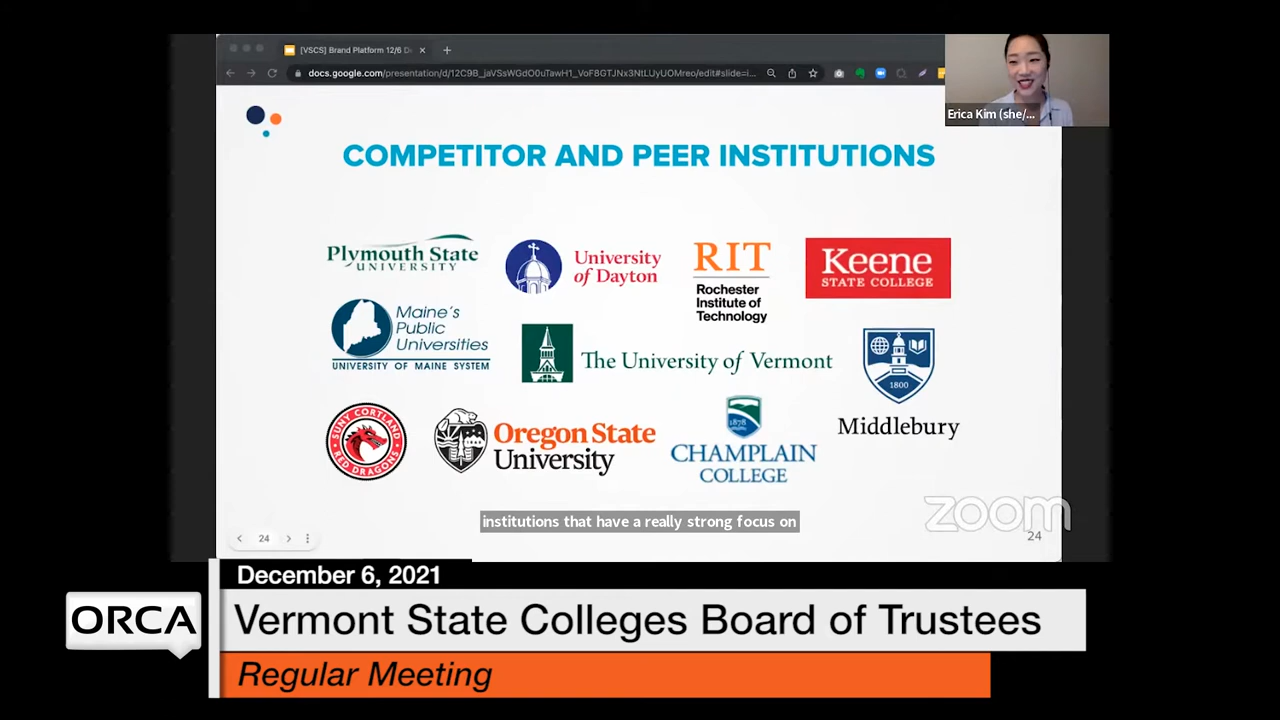 [VSCS] Brand Platform 12/6 D
docs.google.com/presentation/d/12C9B_jaVSsWGdO0uTawH1_VoF8GTJNx3NtLUyUOMreo/edit#slide=i...
Erica Kim (she/...
COMPETITOR AND PEER INSTITUTIONS
Plymouth State
UNIVERSITY
University
of Dayton
RIT
Rochester
Institute of
Technology
Keene
STATE COLLEGE
Maine's
Public
Universities
UNIVERSITY OF MAINE SYSTEM
The University of Vermont
1800
Middlebury
SUNY CORTLAND
RED DRAGONS
Oregon State
University
1878
CHAMPLAIN
COLLEGE
institutions that have a really strong focus on
zoom
24
24
December 6, 2021
ORCA
Vermont State Colleges Board of Trustees
Regular Meeting